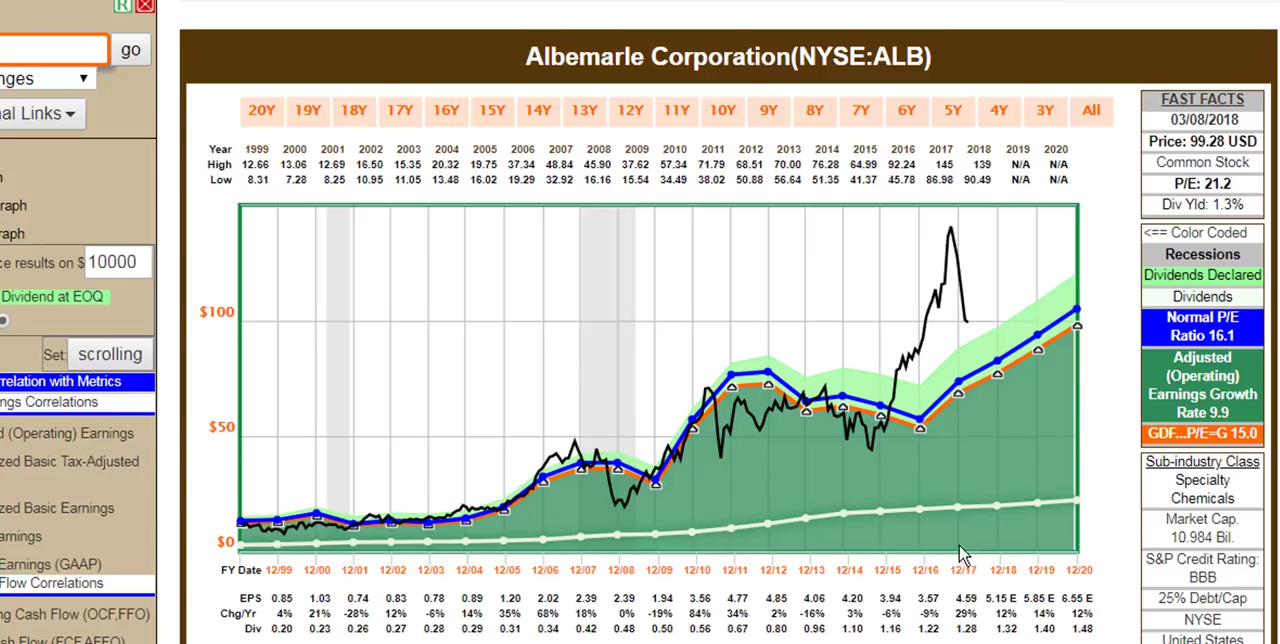 R
go
nges
Albemarle Corporation(NYSE:ALB)
al Links
20Y 19Y 18Y 17Y 16Y 15Y 14Y 13Y 12Y 11Y 10Y 9Y 8Y 7Y 6Y 5Y 4Y 3Y All
Year 1999 2000 2001 2002 2003 2004 2005 2006 2007 2008 2009 2010 2011 2012 2013 2014 2015 2016 2017 2018 2019 2020
High 12.66 13.06 12.69 16.50 15.35 20.32 19.75 37.34 48.84 45.90 37.62 57.34 71.79 68.51 70.00 76.28 64.99 92.24 145 139 N/A N/A
Low 8.31 7.28 8.25 10.95 11.05 13.48 16.02 19.29 32.92 16.16 15.54 34.49 38.02 50.88 56.64 51.35 41.37 45.78 86.98 90.49 N/A N/A
raph
raph
ce results on $ 10000
Dividend at EOQ
Set: scrolling
rrelation with Metrics
ngs Correlations
d (Operating) Earnings
zed Basic Tax-Adjusted
zed Basic Earnings
arnings
Earnings (GAAP)
Flow Correlations
ng Cash Flow (OCF,FFO)
$100
$50
$0
FY Date 12/99 12/00 12/01 12/02 12/03 12/04 12/05 12/06 12/07 12/08 12/09 12/10 12/11 12/12 12/13 12/14 12/15 12/16 12/17 12/18 12/19 12/20
EPS 0.85 1.03 0.74 0.83 0.78 0.89 1.20 2.02 2.39 2.39 1.94 3.56 4.77 4.85 4.06 4.20 3.94 3.57 4.59 5.15 E 5.85 E 6.55 E
Chg/Yr 4% 21% -28% 12% -6% 14% 35% 68% 18% 0% -19% 84% 34% 2% -16% 3% -6% -9% 29% 12% 14% 12%
Div 0.20 0.23 0.26 0.27 0.28 0.29 0.31 0.34 0.42 0.48 0.50 0.56 0.67 0.80 0.96 1.10 1.16 1.22 1.28 1.32 1.40 1.48
FAST FACTS
03/08/2018
Price: 99.28 USD
Common Stock
P/E: 21.2
Div Yld: 1.3%
<== Color Coded
Recessions
Dividends Declared
Dividends
Normal P/E
Ratio 16.1
Adjusted
(Operating)
Earnings Growth
Rate 9.9
GDF...P/E=G 15.0
Sub-industry Class
Specialty
Chemicals
Market Cap.
10.984 Bil.
S&P Credit Rating:
BBB
25% Debt/Cap
NYSE
United States